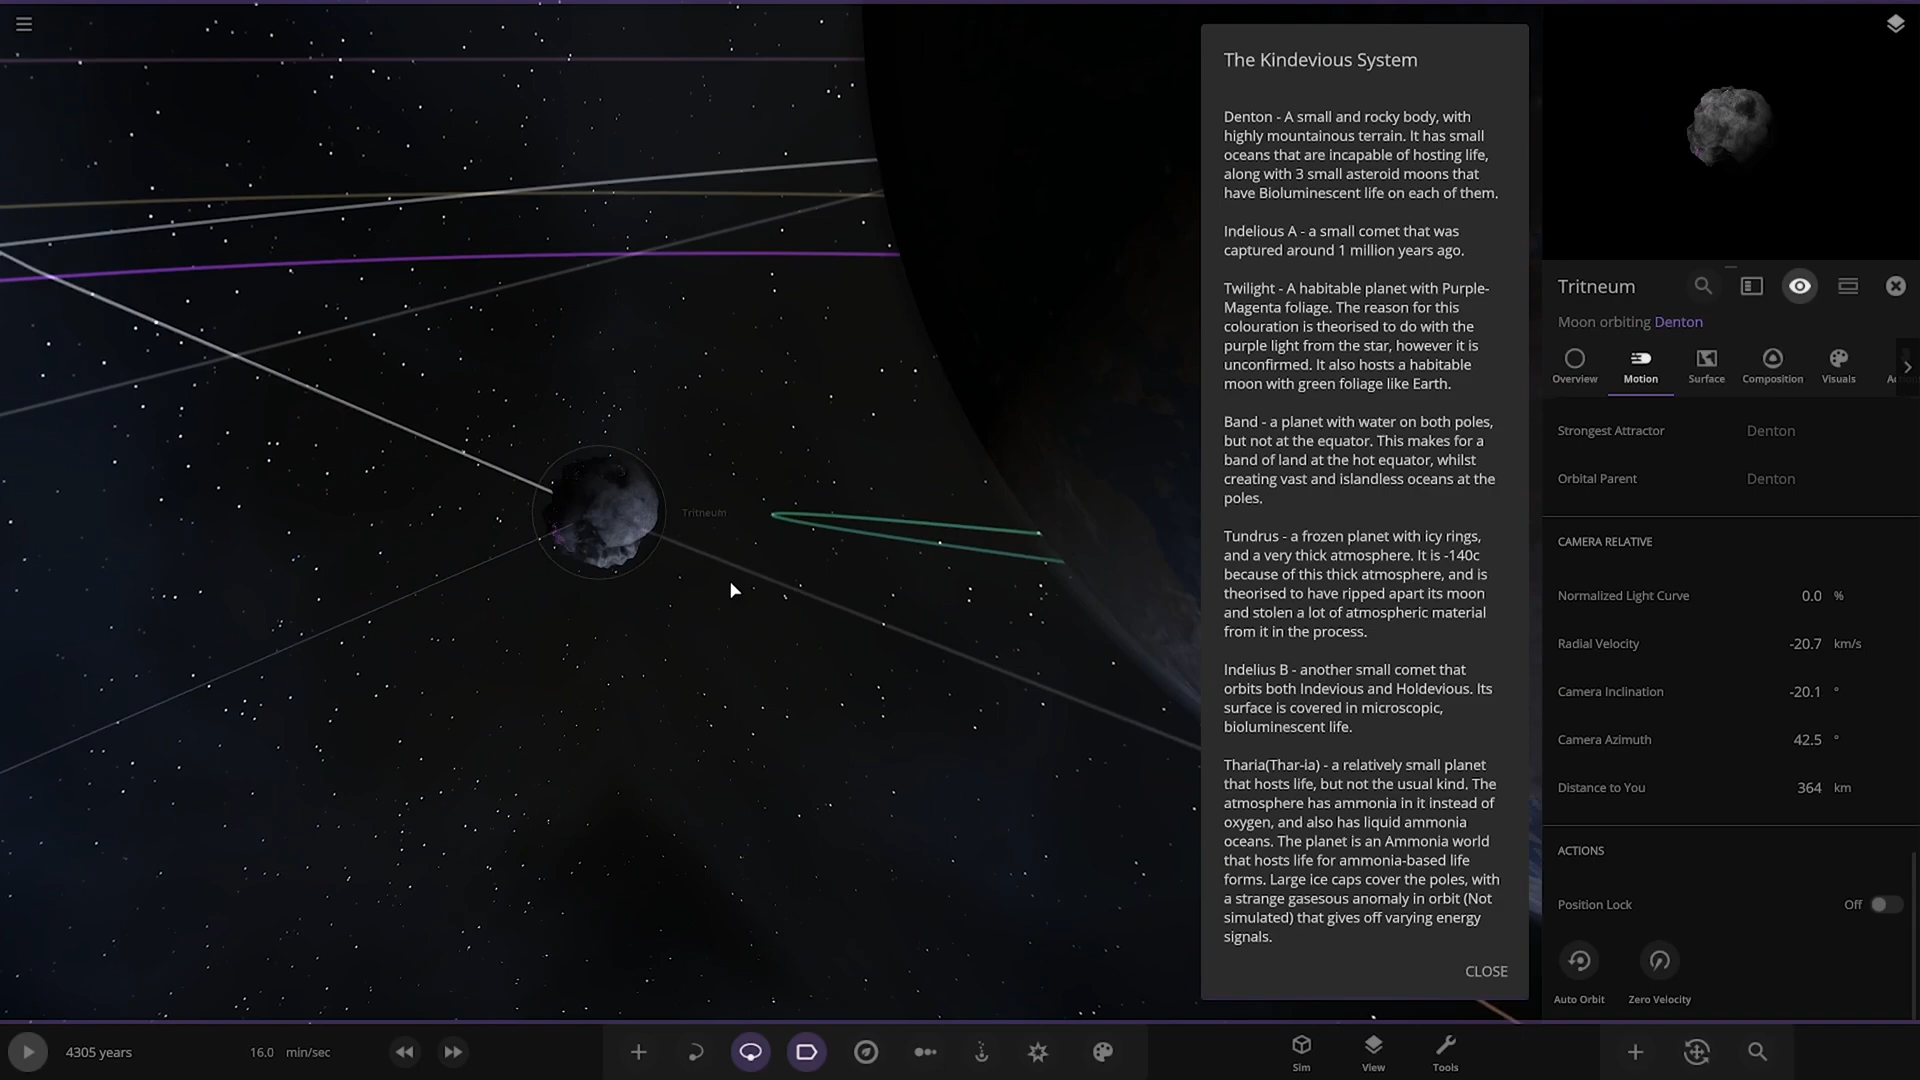 The Kindevious System
Denton - A small and rocky body, with
highly mountainous terrain. It has small
oceans that are incapable of hosting life,
along with 3 small asteroid moons that
have Bioluminescent life on each of them.
Indelious A - a small comet that was
captured around 1 million years ago.
Twilight - A habitable planet with Purple-
Magenta foliage. The reason for this
colouration is theorised to do with the
purple light from the star, however it is
unconfirmed. It also hosts a habitable
moon with green foliage like Earth.
Band - a planet with water on both poles,
but not at the equator. This makes for a
band of land at the hot equator, whilst
creating vast and islandless oceans at the
poles.
Tundrus - a frozen planet with icy rings,
and a very thick atmosphere. It is -140c
because of this thick atmosphere, and is
theorised to have ripped apart its moon
and stolen a lot of atmospheric material
from it in the process.
Indelius B - another small comet that
orbits both Indevious and Holdevious. Its
surface is covered in microscopic,
bioluminescent life.
Tharia(Thar-ia) - a relatively small planet
that hosts life, but not the usual kind. The
atmosphere has ammonia in it instead of
oxygen, and also has liquid ammonia
oceans. The planet is an Ammonia world
that hosts life for ammonia-based life
forms. Large ice caps cover the poles, with
a strange gasesous anomaly in orbit (Not
simulated) that gives off varying energy
signals.
CLOSE
Tritneum
Tritneum
Moon orbiting Denton
Overview Motion Surface Composition Visuals
Strongest Attractor Denton
Orbital Parent Denton
CAMERA RELATIVE
Normalized Light Curve 0.0 %
Radial Velocity -20.7 km/s
Camera Inclination -20.1 °
Camera Azimuth 42.5 °
Distance to You 364 km
ACTIONS
Position Lock Off
Auto Orbit Zero Velocity
4305 years 16.0 min/sec
Sim View Tools